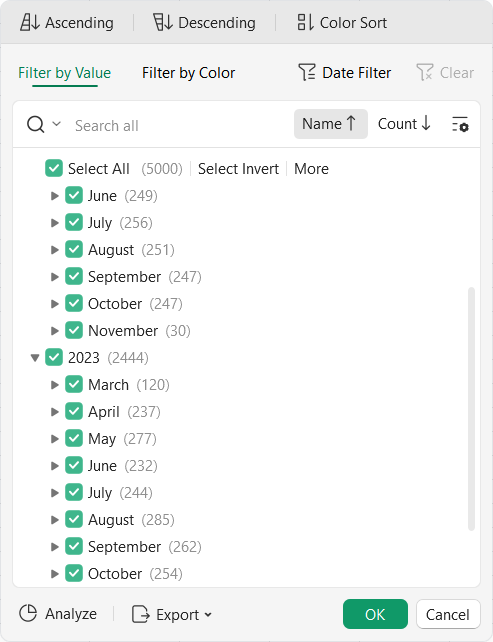 Ascending Descending Color Sort
Filter by Value Filter by Color Date Filter Clear
Search all Name↑ Count↓
Select All (5000) Select Invert More
June (249)
July (256)
August (251)
September (247)
October (247)
November (30)
2023 (2444)
March (120)
April (237)
May (277)
June (232)
July (244)
August (285)
September (262)
October (254)
Analyze Export OK Cancel